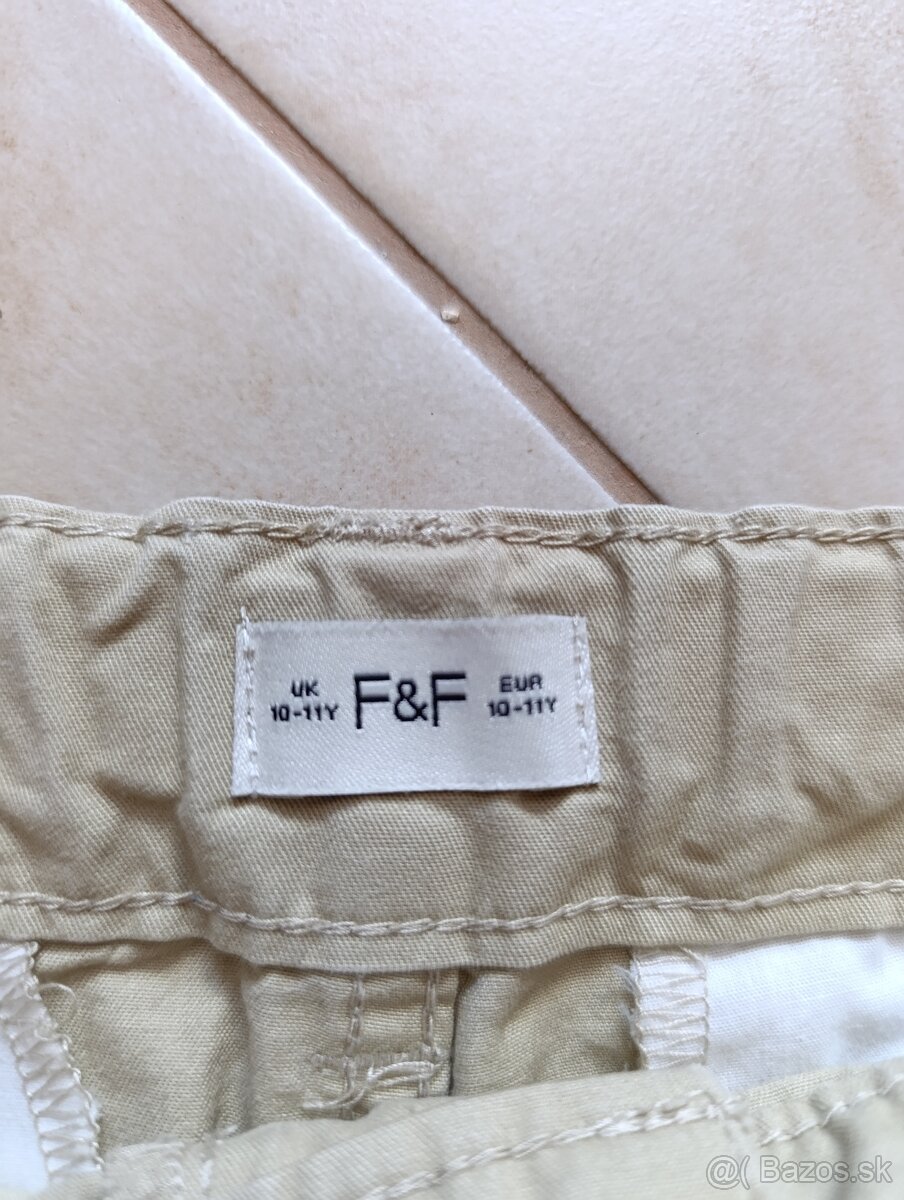 UK
10-11Y
F&F
EUR
10-11Y
@( Bazos.sk